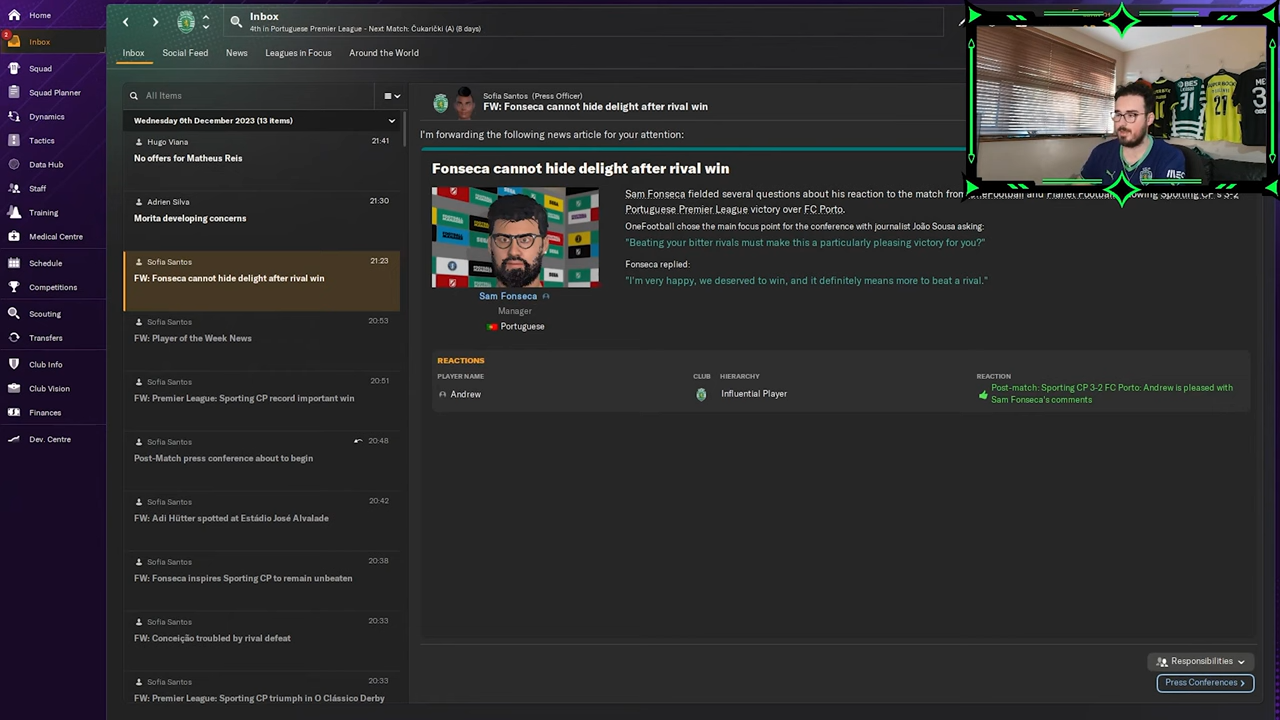 Home
2
Inbox
Squad
Squad Planner
Dynamics
Tactics
Data Hub
Staff
Training
Medical Centre
Schedule
Competitions
Scouting
Transfers
Club Info
Club Vision
Finances
Dev. Centre
Inbox
4th in Portuguese Premier League - Next Match: Čukarički (A) (8 days)
Inbox
Social Feed
News
Leagues in Focus
Around the World
All Items
Wednesday 6th December 2023 (13 items)
Hugo Viana 21:41
No offers for Matheus Reis
Adrien Silva 21:30
Morita developing concerns
Sofia Santos 21:23
FW: Fonseca cannot hide delight after rival win
Sofia Santos 20:53
FW: Player of the Week News
Sofia Santos 20:51
FW: Premier League: Sporting CP record important win
Sofia Santos 20:48
Post-Match press conference about to begin
Sofia Santos 20:42
FW: Adi Hütter spotted at Estádio José Alvalade
Sofia Santos 20:38
FW: Fonseca inspires Sporting CP to remain unbeaten
Sofia Santos 20:33
FW: Conceição troubled by rival defeat
Sofia Santos 20:33
FW: Premier League: Sporting CP triumph in O Clássico Derby
Sofia Santos (Press Officer)
FW: Fonseca cannot hide delight after rival win
I'm forwarding the following news article for your attention:
Fonseca cannot hide delight after rival win
Sam Fonseca
Manager
Portuguese
Sam Fonseca fielded several questions about his reaction to the match from
Portuguese Premier League victory over FC Porto.
OneFootball chose the main focus point for the conference with journalist João Sousa asking:
"Beating your bitter rivals must make this a particularly pleasing victory for you?"
Fonseca replied:
"I'm very happy, we deserved to win, and it definitely means more to beat a rival."
REACTIONS
PLAYER NAME CLUB HIERARCHY REACTION
Andrew Influential Player Post-match: Sporting CP 3-2 FC Porto: Andrew is pleased with
Sam Fonseca's comments
Responsibilities
Press Conferences
31
27